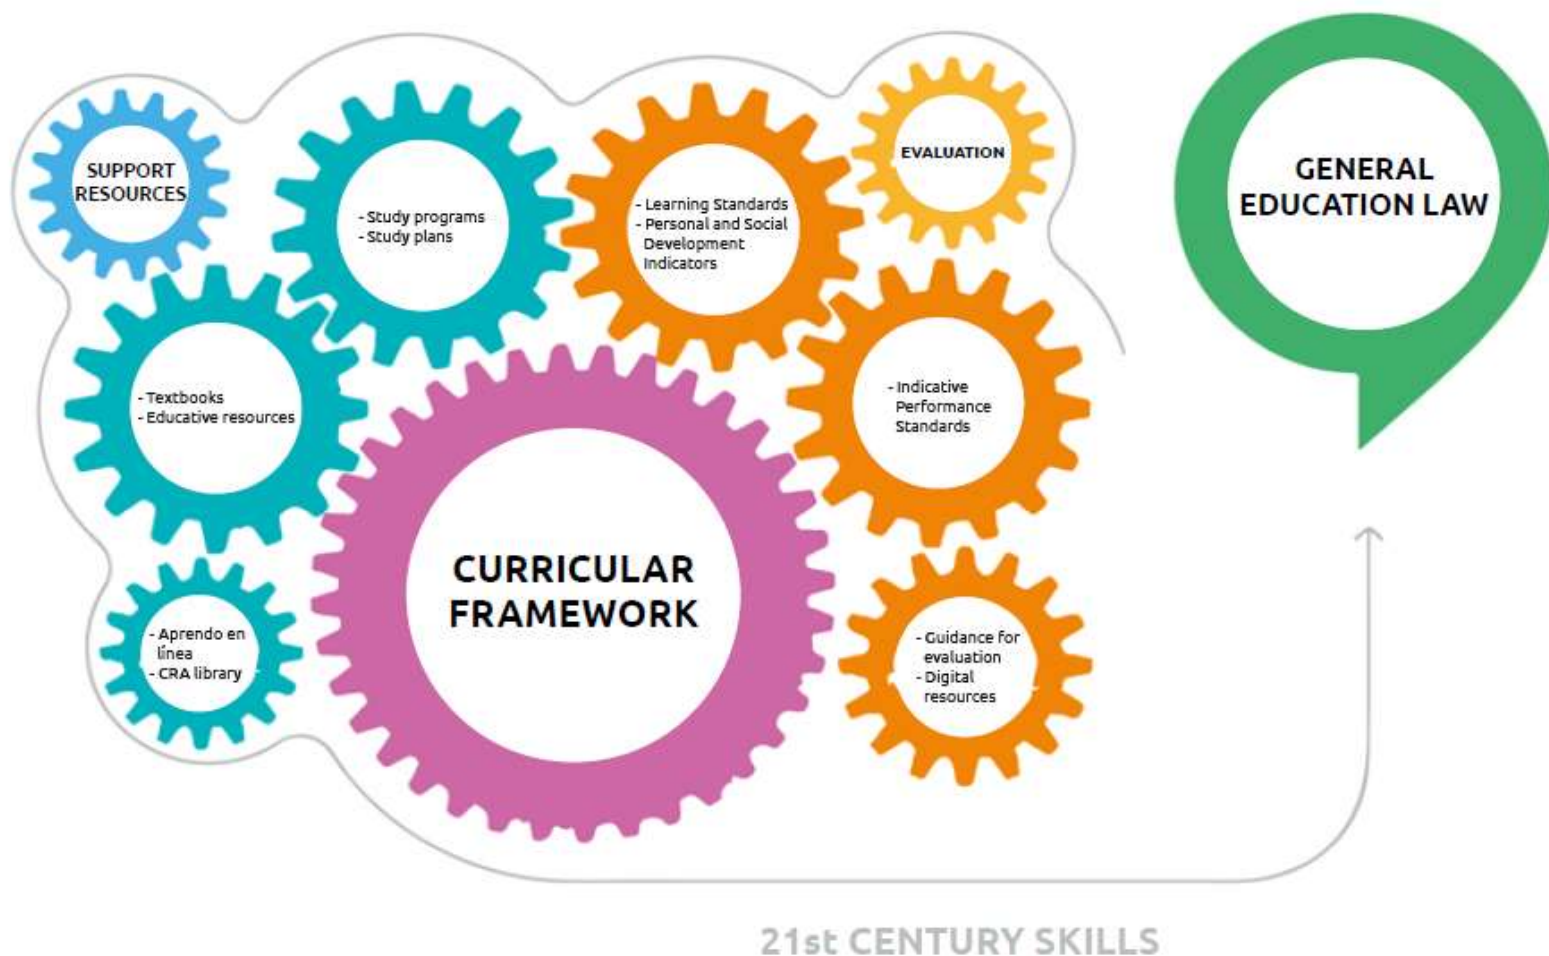 SUPPORT
RESOURCES
- Study programs
- Study plans
- Learning Standards
- Personal and Social
Development
Indicators
EVALUATION
GENERAL
EDUCATION LAW
- Textbooks
- Educative resources
- Indicative
Performance
Standards
CURRICULAR
FRAMEWORK
- Aprendo en
línea
- CRA library
- Guidance for
evaluation
- Digital
resources
21st CENTURY SKILLS